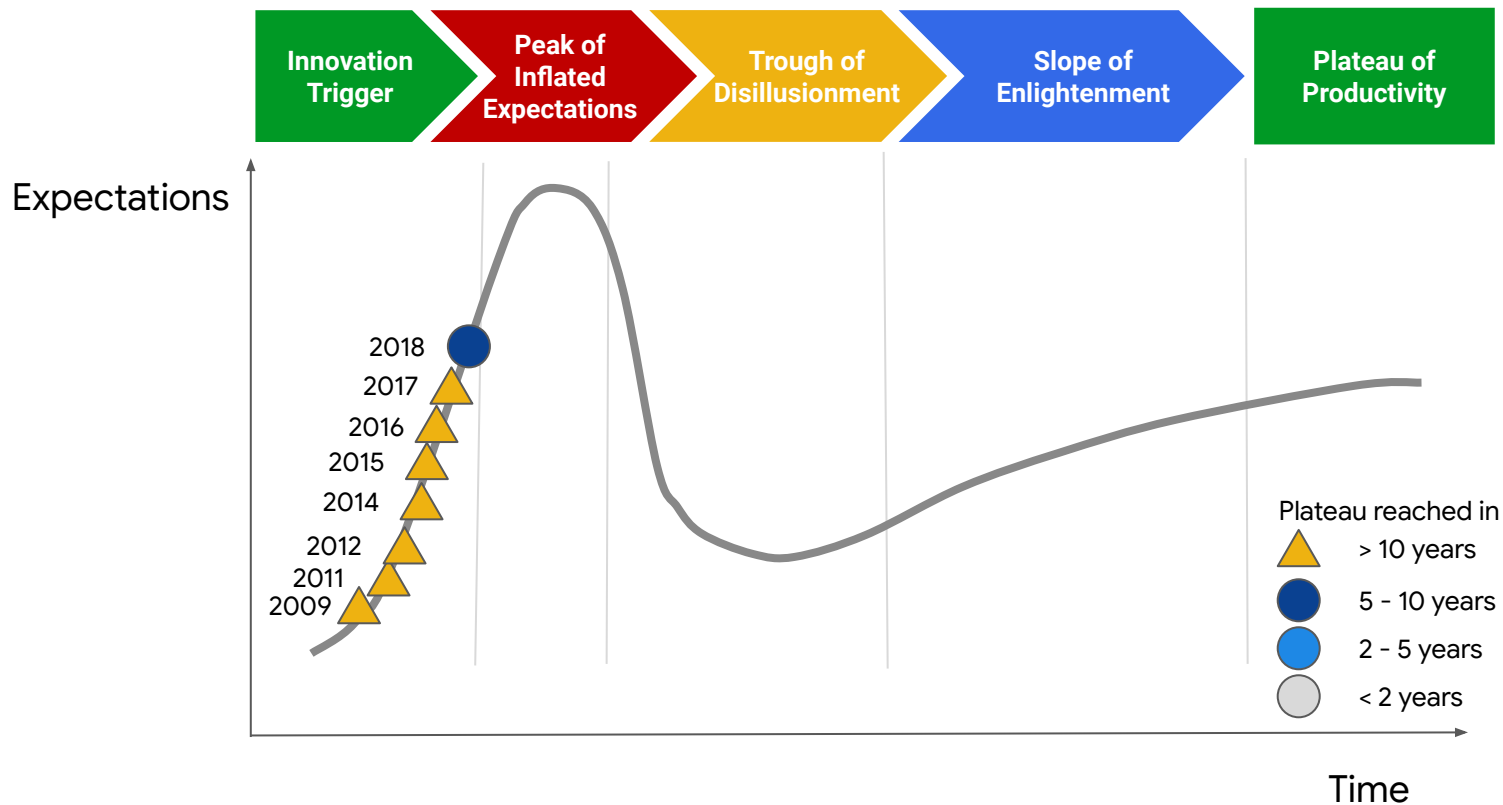 Innovation
Trigger
Peak of
Inflated
Expectations
Trough of
Disillusionment
Slope of
Enlightenment
Plateau of
Productivity
Expectations
2018
2017
2016
2015
2014
2012
2011
2009
Plateau reached in
> 10 years
5 - 10 years
2 - 5 years
< 2 years
Time